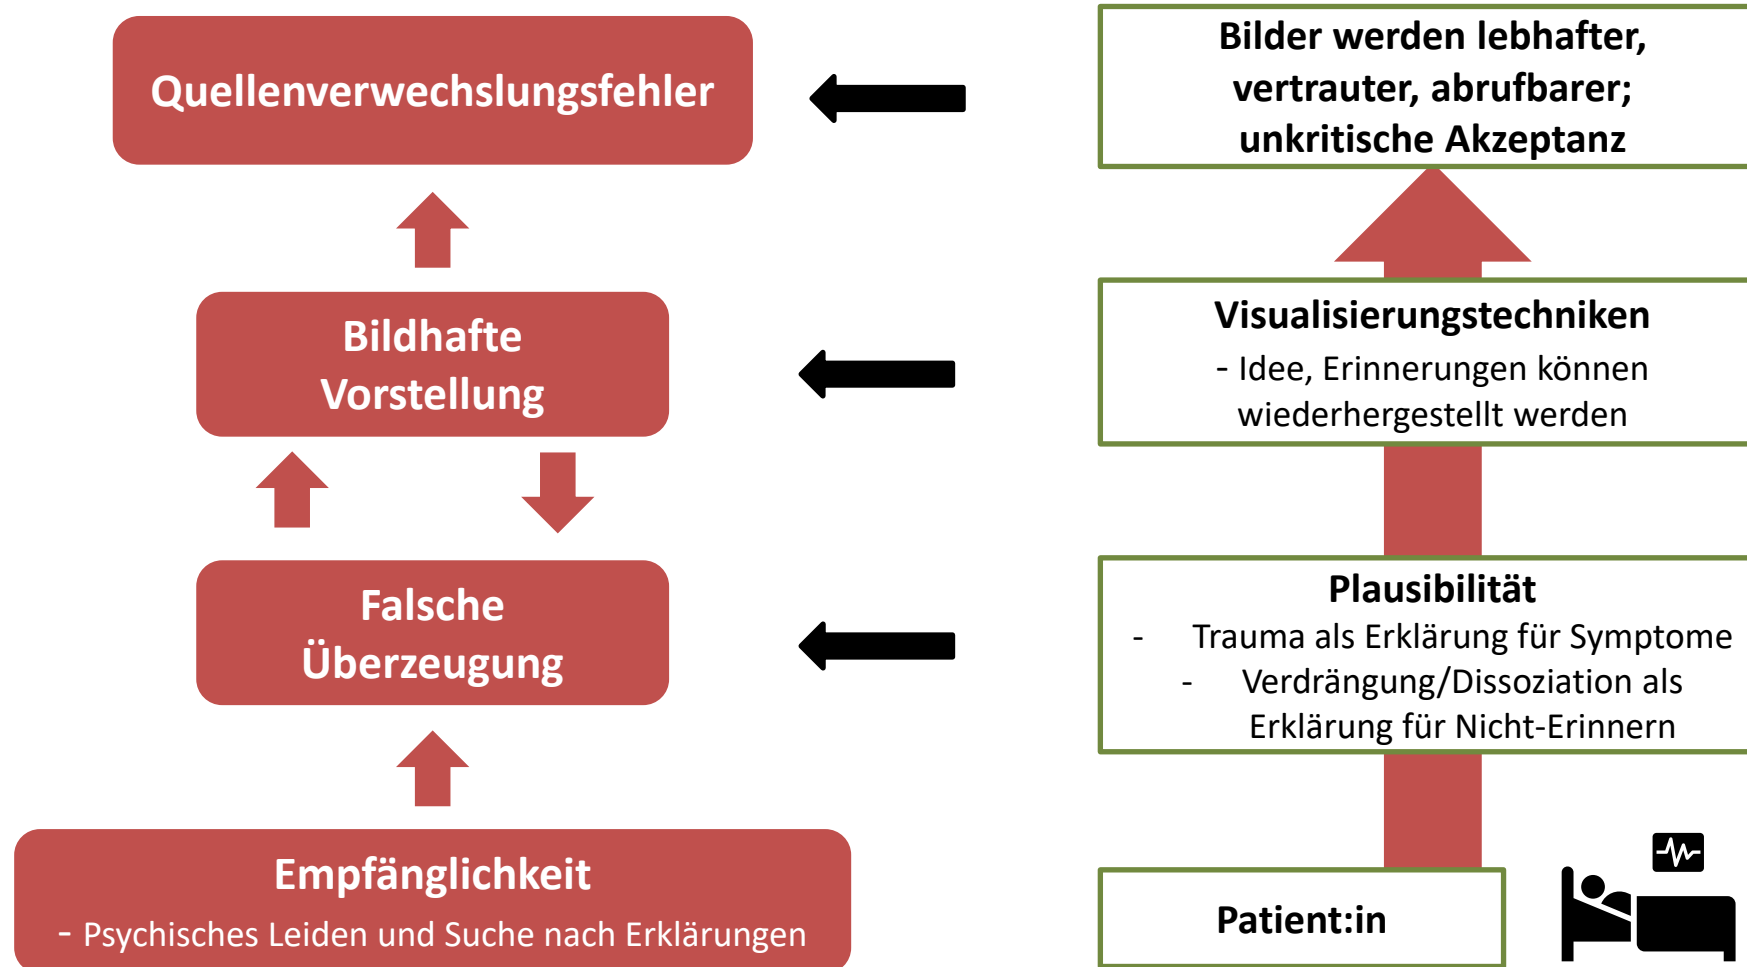 Quellenverwechslungsfehler
Bildhafte
Vorstellung
Falsche
Überzeugung
Empfänglichkeit
- Psychisches Leiden und Suche nach Erklärungen
Bilder werden lebhafter,
vertrauter, abrufbarer;
unkritische Akzeptanz
Visualisierungstechniken
- Idee, Erinnerungen können
wiederhergestellt werden
Plausibilität
- Trauma als Erklärung für Symptome
- Verdrängung/Dissoziation als
Erklärung für Nicht-Erinnern
Patient:in